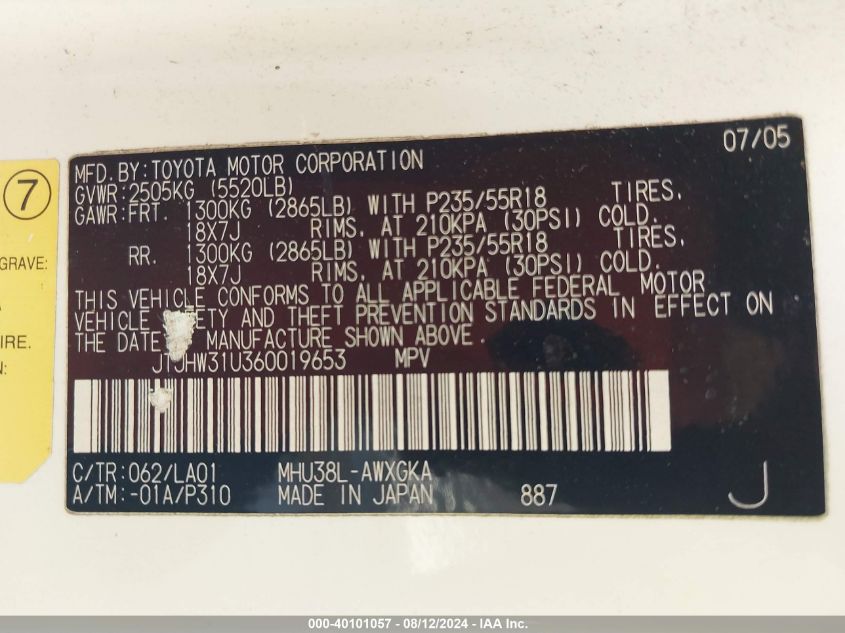 07/05
MFD. BY: TOYOTA MOTOR CORPORATION
GVWR: 2505KG (5520LB)
GAWR: FRT. 1300KG (2865LB) WITH P235/55R18 TIRES,
18X7J RIMS, AT 210KPA (30PSI) COLD.
RR. 1300KG (2865LB) WITH P235/55R18 TIRES,
18X7J RIMS, AT 210KPA (30PSI) COLD.
THIS VEHICLE CONFORMS TO ALL APPLICABLE FEDERAL MOTOR
VEHICLE ETY AND THEFT PREVENTION STANDARDS IN EFFECT ON
THE DATE MANUFACTURE SHOWN ABOVE.
JTJHW31U360019653 MPV
C/TR: 062/LA01 MHU38L-AWXGKA
A/TM: -01A/P310 MADE IN JAPAN 887 J
7
GRAVE:
IRE.
N:
000-40101057 - 08/12/2024 - IAA Inc.